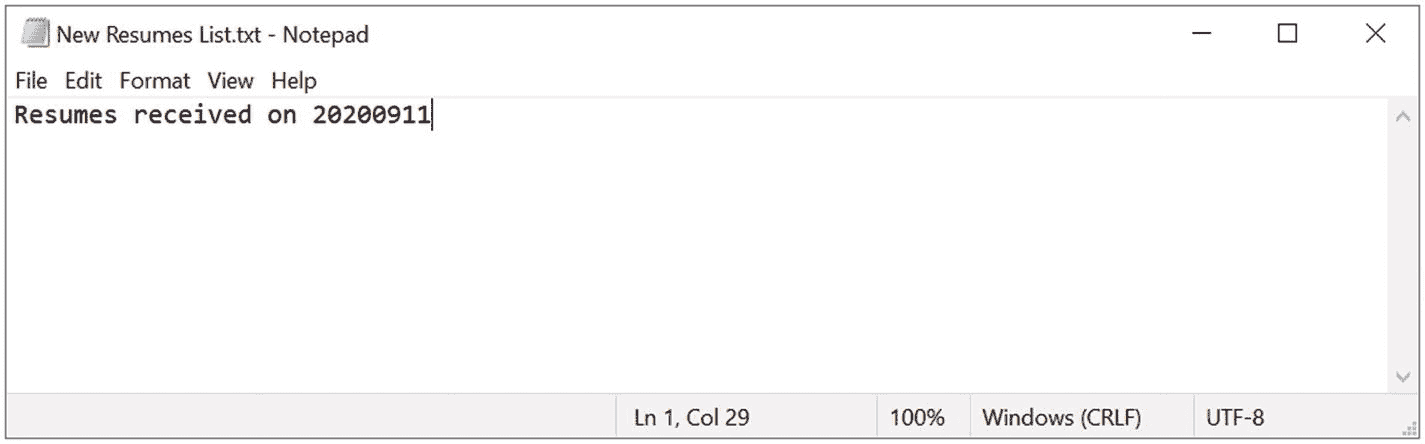 New Resumes List.txt - Notepad
File Edit Format View Help
Resumes received on 20200911
Ln 1, Col 29 100% Windows (CRLF) UTF-8